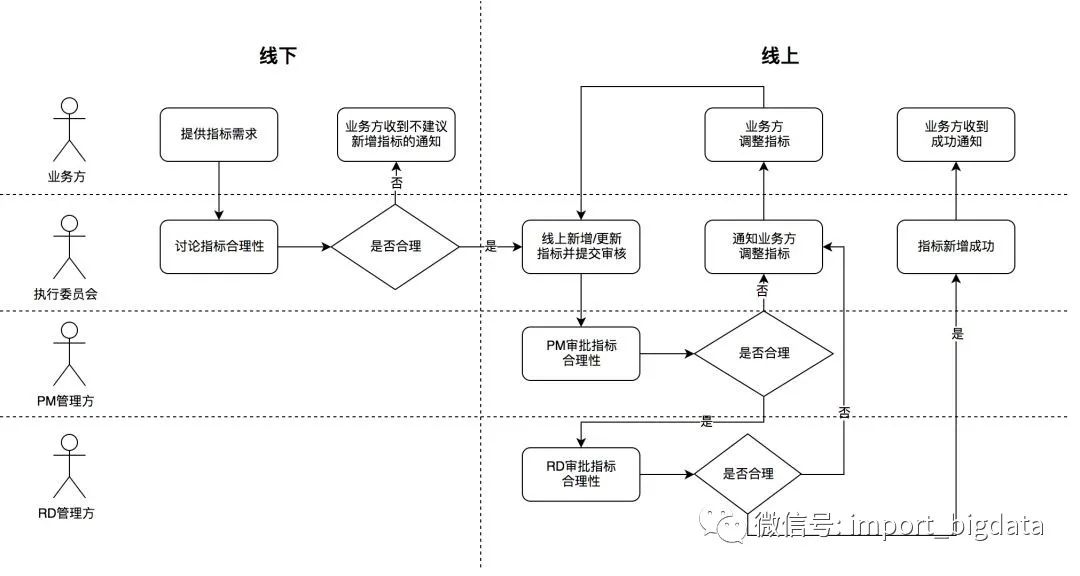 线下
线上
业务方
提供指标需求
业务方收到不建议
新增指标的通知
业务方
调整指标
业务方收到
成功通知
否
执行委员会
讨论指标合理性
是否合理
是
线上新增/更新
指标并提交审核
通知业务方
调整指标
指标新增成功
否
PM管理方
PM审批指标
合理性
是否合理
是
是
否
RD管理方
RD审批指标
合理性
是否合理
微信号: import_bigdata